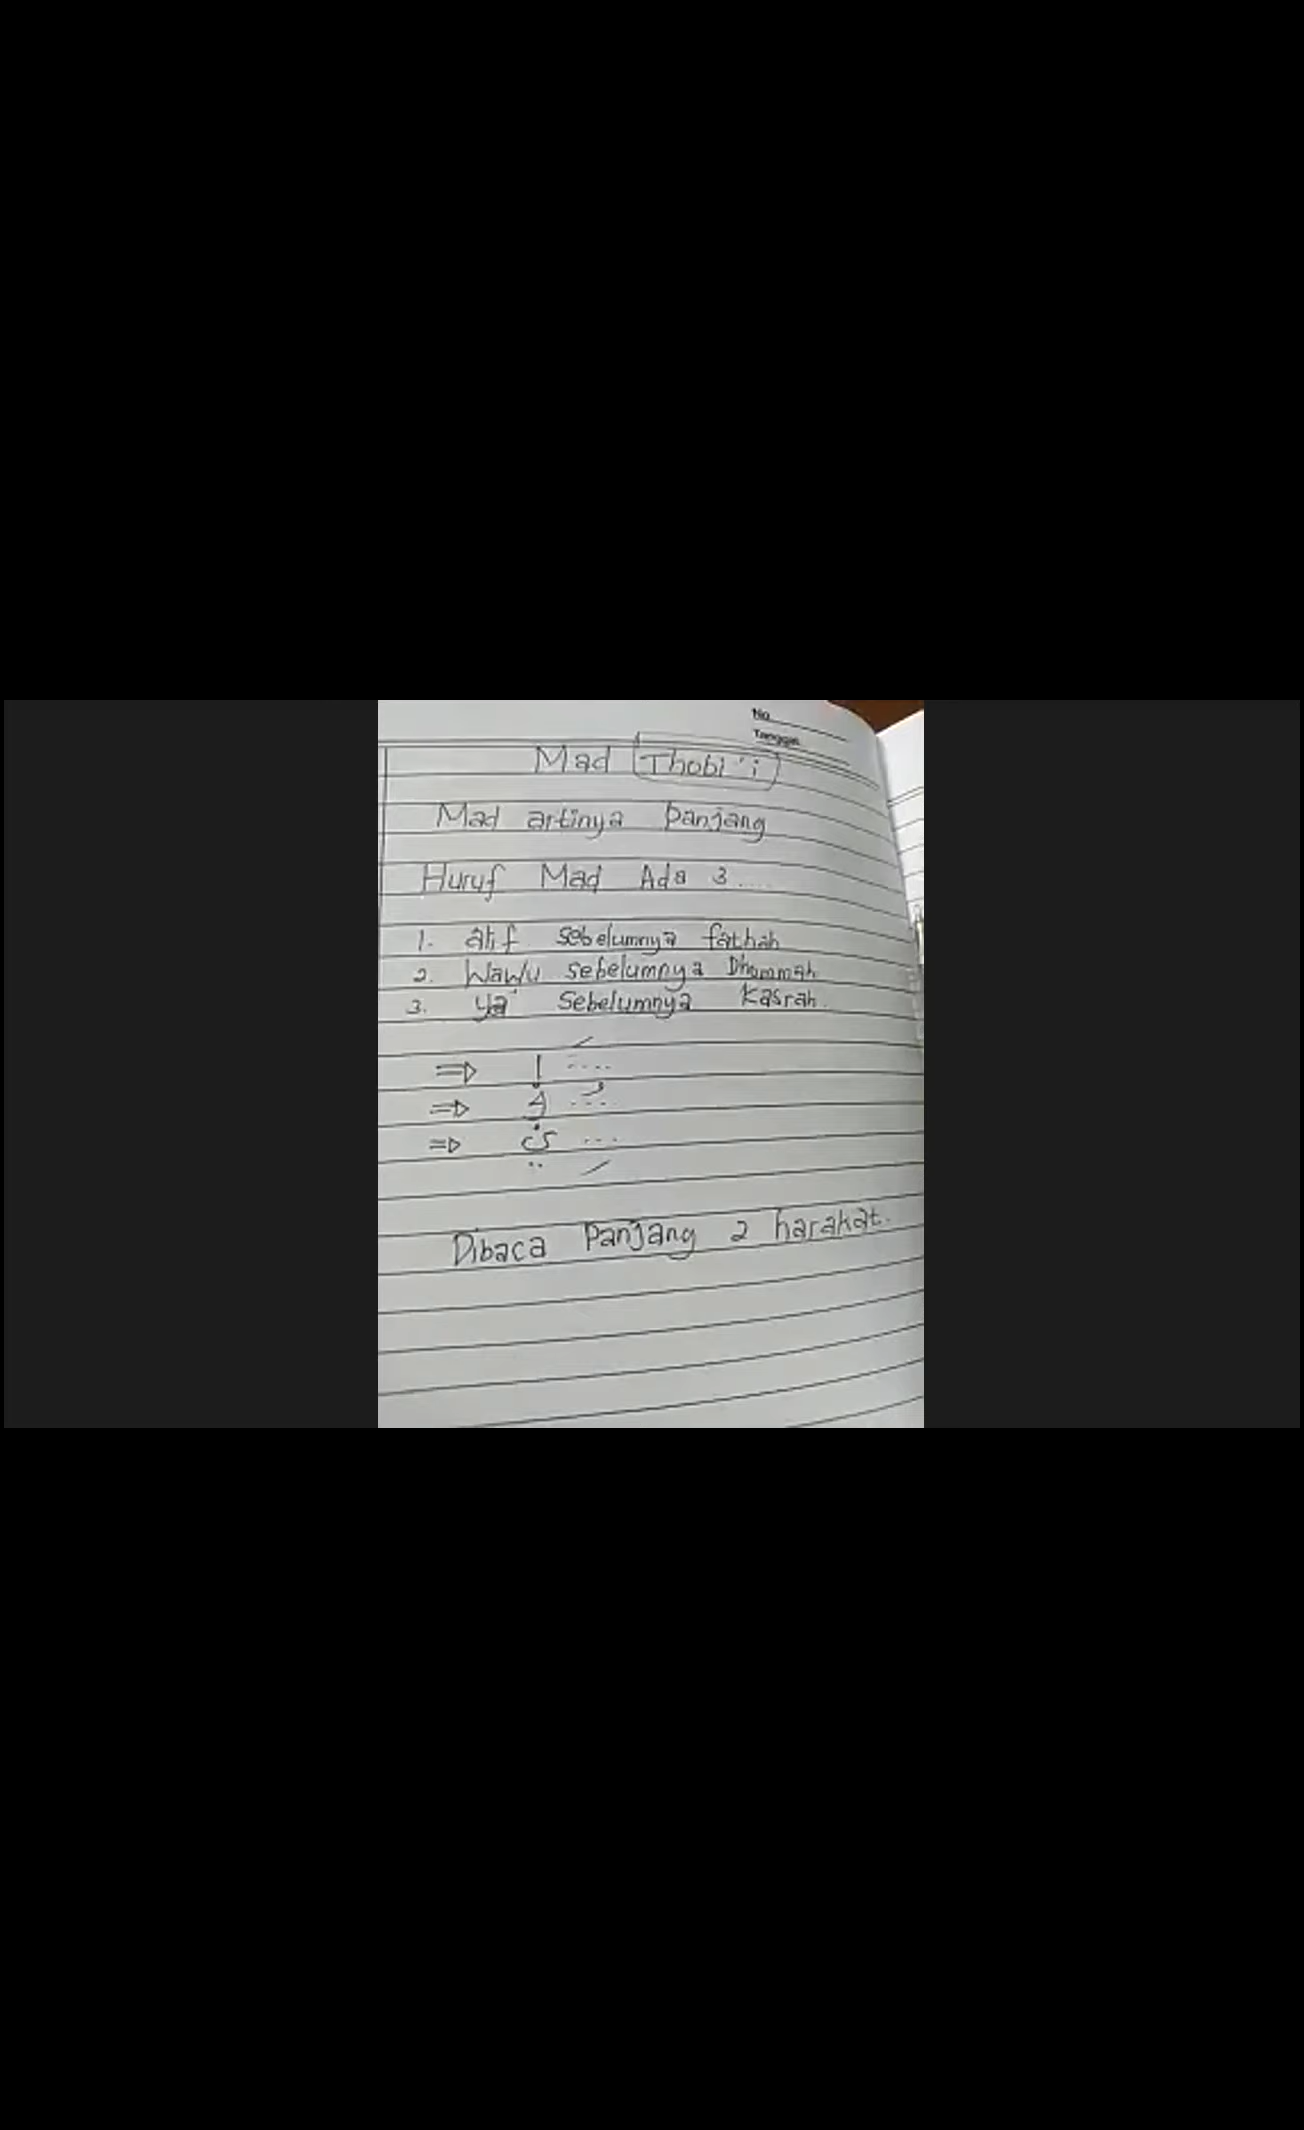 No
Tanggal
Mad Thobi'i
Mad artinya Panjang
Huruf Mad Ada 3 ....
1. alif sebelumnya fathah
2. Wawu sebelumnya Dhommah
3. ya' sebelumnya Kasrah.
⇒ ا َ....
⇒ و ُ....
⇒ ي ...ِ
Dibaca Panjang 2 harakat.